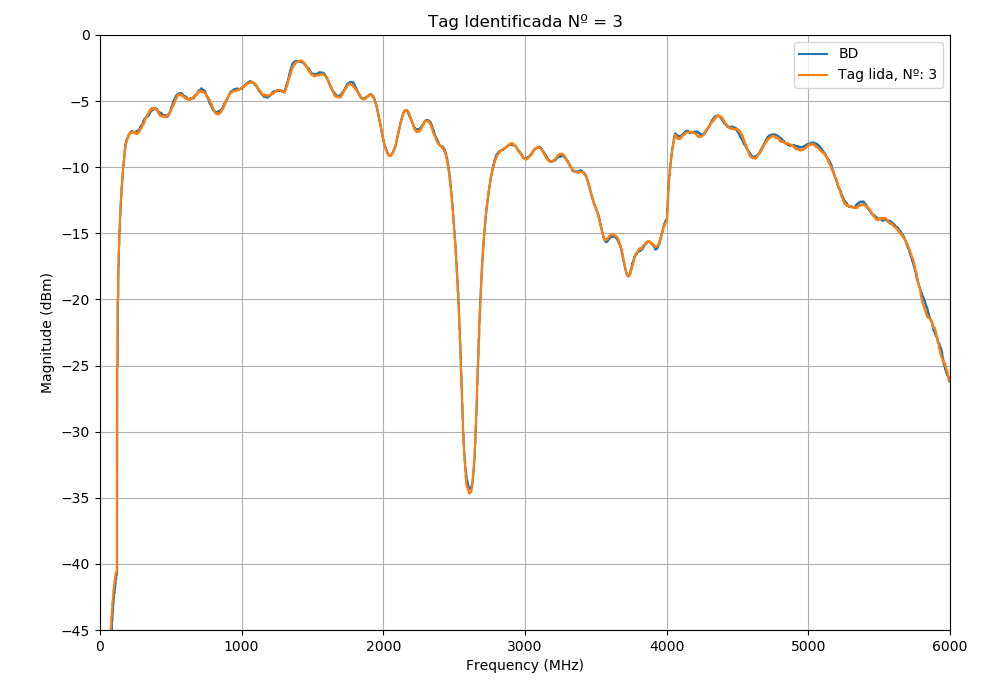 Tag Identificada Nº = 3
BD
Tag lida, Nº: 3
Magnitude (dBm)
0
−5
−10
−15
−20
−25
−30
−35
−40
−45
0 1000 2000 3000 4000 5000 6000
Frequency (MHz)